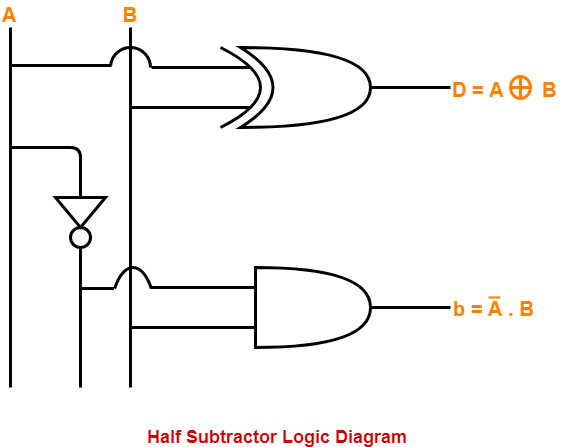 A B
D = A ⊕ B
b = A̅ . B
Half Subtractor Logic Diagram